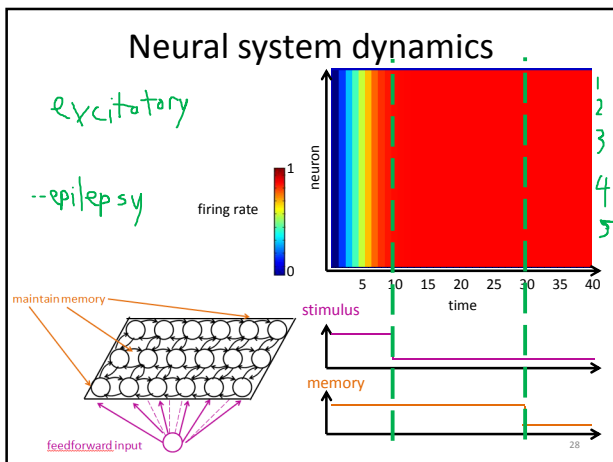 Neural system dynamics
excitatory
--epilepsy
firing rate
1
0
neuron
1
2
3
4
5
5 10 15 20 25 30 35 40
time
maintain memory
feedforward input
stimulus
memory
28